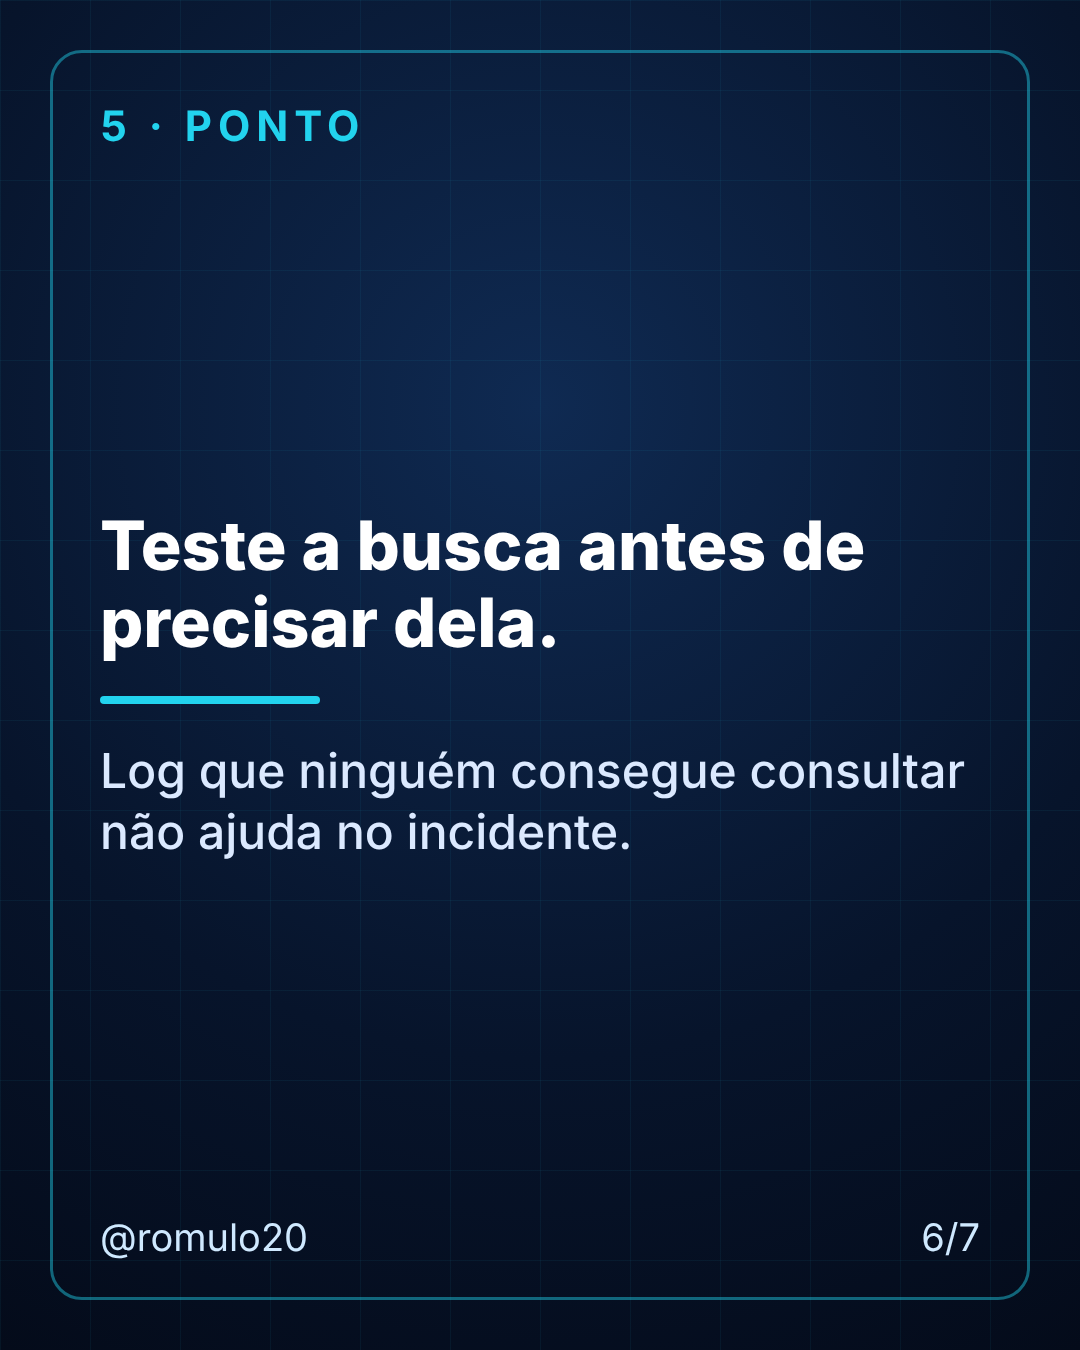 5 · PONTO
Teste a busca antes de
precisar dela.
Log que ninguém consegue consultar
não ajuda no incidente.
@romulo20
6/7